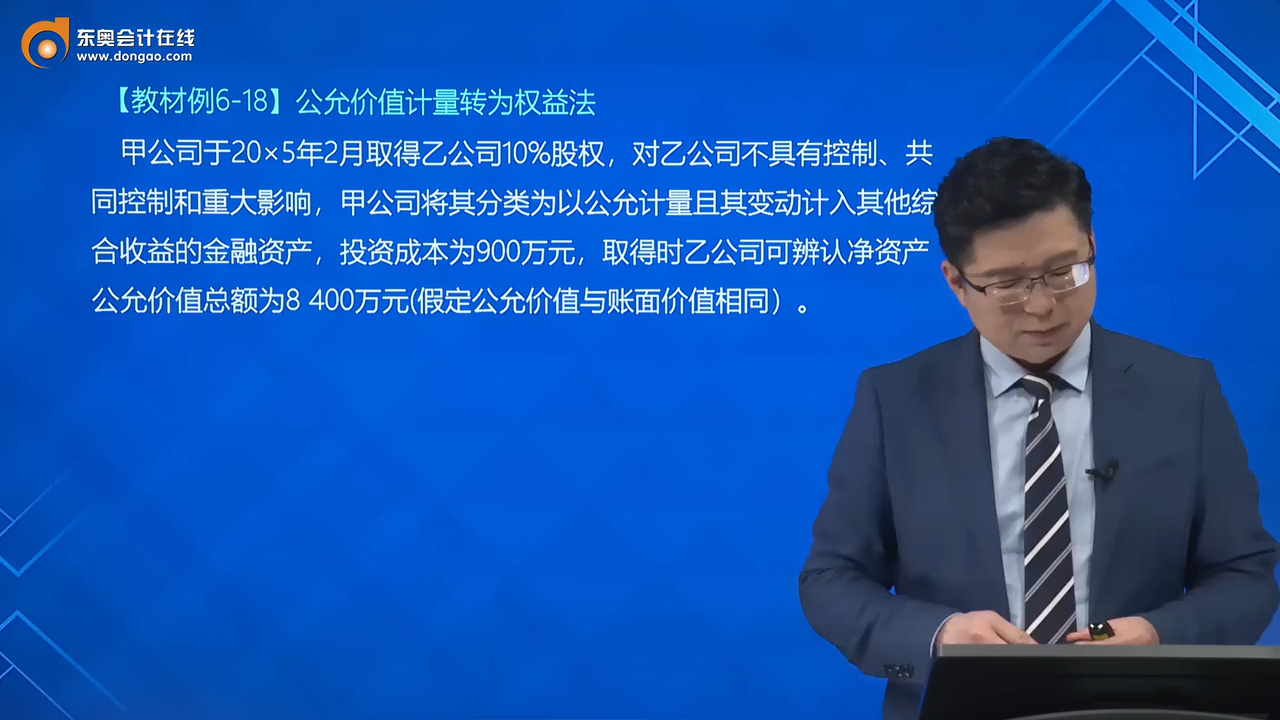 东奥会计在线
www.dongao.com
【教材例6-18】公允价值计量转为权益法
甲公司于20×5年2月取得乙公司10%股权，对乙公司不具有控制、共
同控制和重大影响，甲公司将其分类为以公允计量且其变动计入其他综
合收益的金融资产，投资成本为900万元，取得时乙公司可辨认净资产
公允价值总额为8 400万元(假定公允价值与账面价值相同）。